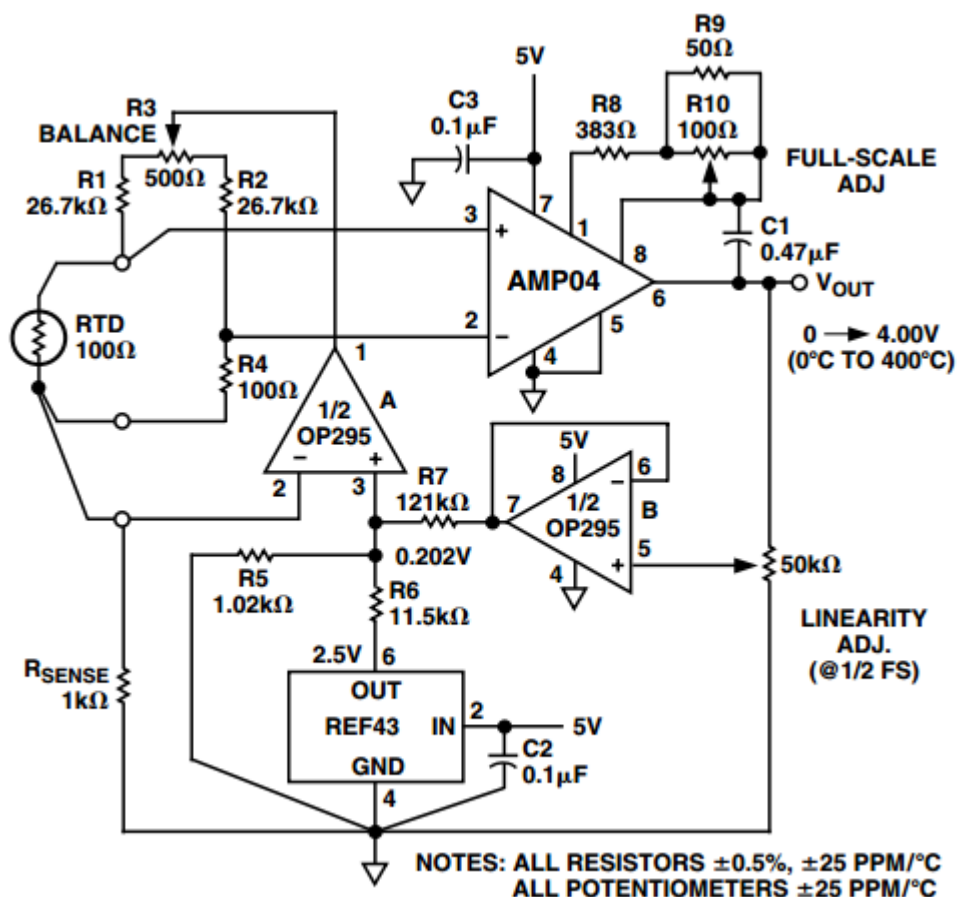 R9
50Ω
5V
R3
BALANCE
C3
0.1µF
R8
383Ω
R10
100Ω
FULL-SCALE
ADJ
R1
26.7kΩ
500Ω
R2
26.7kΩ
7
3
+
1
8
C1
0.47µF
AMP04
6
VOUT
RTD
100Ω
2
−
5
4
0 → 4.00V
(0°C TO 400°C)
R4
100Ω
1
A
1/2
OP295
−
+
2
3
R7
121kΩ
5V
8
6
−
7
1/2
OP295
B
5
+
4
50kΩ
0.202V
R5
1.02kΩ
R6
11.5kΩ
LINEARITY
ADJ.
(@1/2 FS)
RSENSE
1kΩ
2.5V
6
OUT
REF43
IN
2
5V
GND
C2
0.1µF
4
NOTES: ALL RESISTORS ±0.5%, ±25 PPM/°C
ALL POTENTIOMETERS ±25 PPM/°C